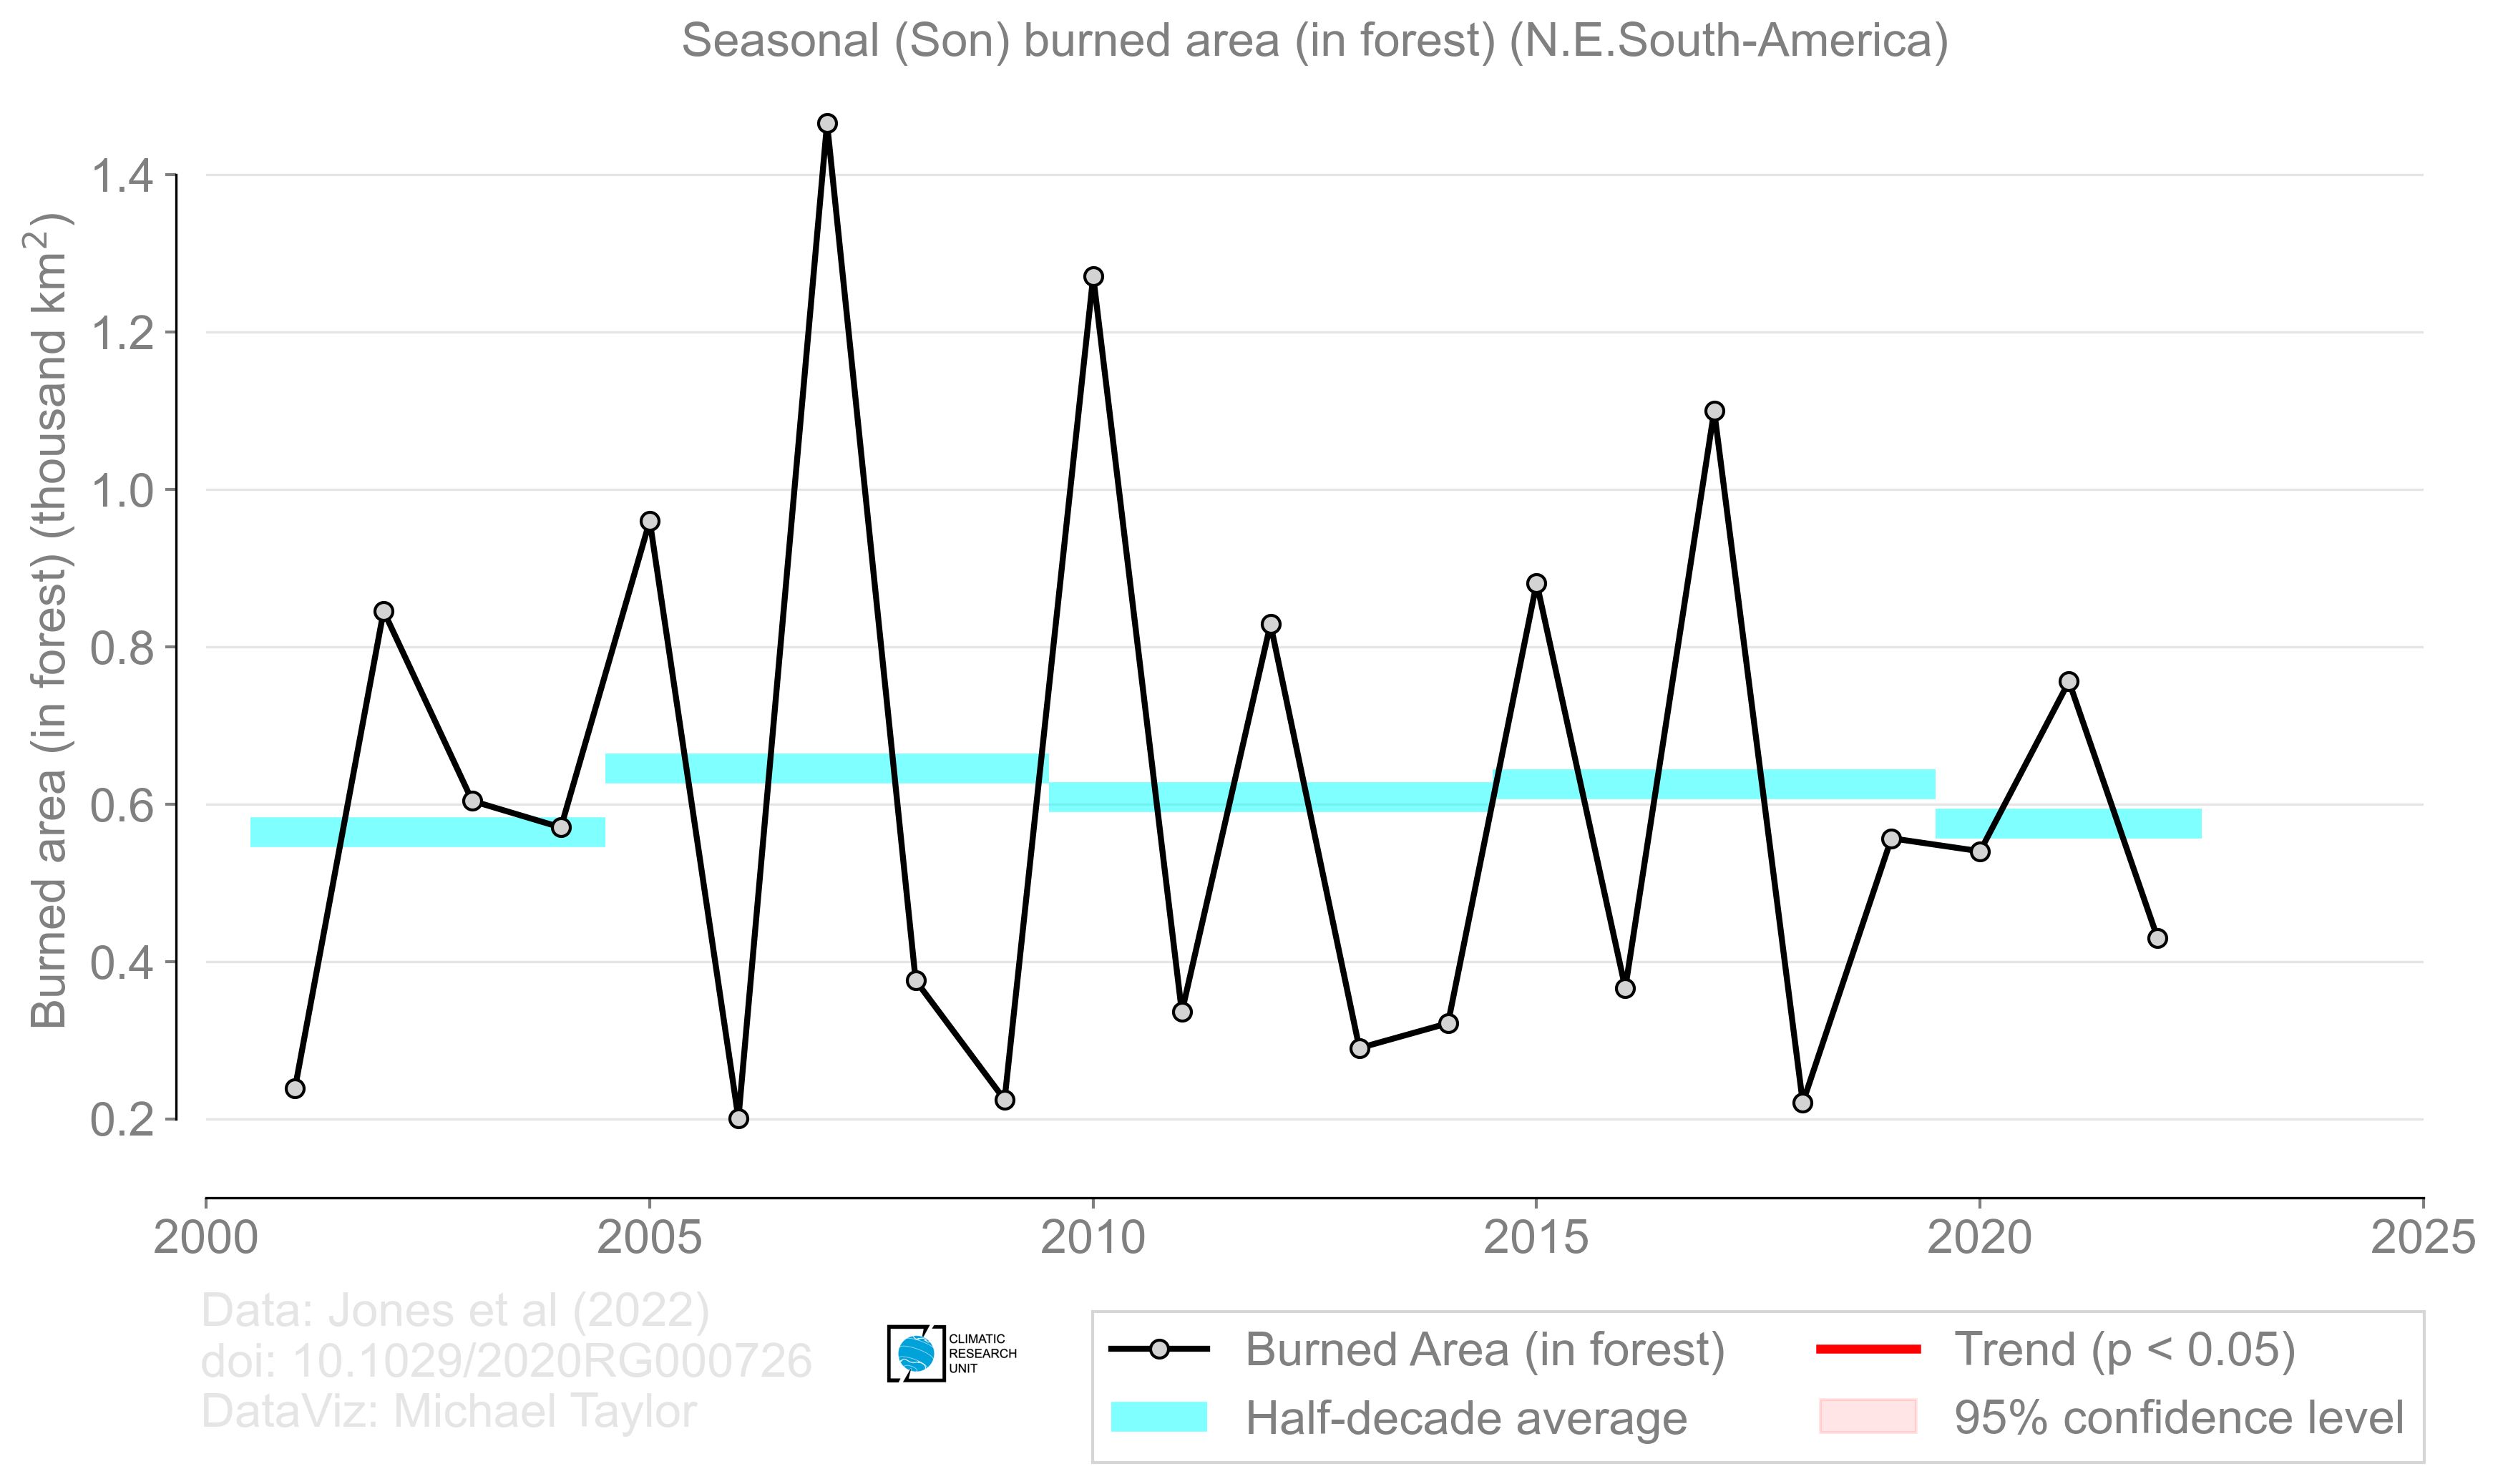 Seasonal (Son) burned area (in forest) (N.E.South-America)
Burned area (in forest) (thousand km²)
1.4
1.2
1.0
0.8
0.6
0.4
0.2
2000 2005 2010 2015 2020 2025
Data: Jones et al (2022)
doi: 10.1029/2020RG000726
DataViz: Michael Taylor
CLIMATIC
RESEARCH
UNIT
Burned Area (in forest)
Half-decade average
Trend (p < 0.05)
95% confidence level